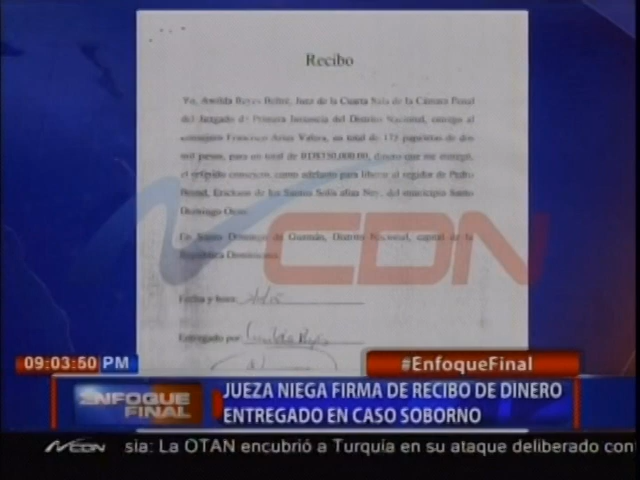 Recibo
Yo, Awilda Reyes Beltré, Juez de la Cuarta Sala de la Cámara Penal
del Juzgado de Primera Instancia del Distrito Nacional, entrego al
consejero Francisco Arias Valera, un total de 175 papeletas de dos
mil pesos, para un total de RD$350,000.00, dinero que me entregó,
el prefijado consejero como adelanto para liberar al regidor de Pedro
Brand, Erickson de los Santos Solís alias Ney, del municipio Santo
Domingo Oeste.
En Santo Domingo de Guzmán, Distrito Nacional, capital de la
República Dominicana.
CDN
Fecha y hora:
Entregado por:
09:03:50 PM
#EnfoqueFinal
ENFOQUE
FINAL
JUEZA NIEGA FIRMA DE RECIBO DE DINERO
ENTREGADO EN CASO SOBORNO
CDN sia: La OTAN encubrió a Turquía en su ataque deliberado con